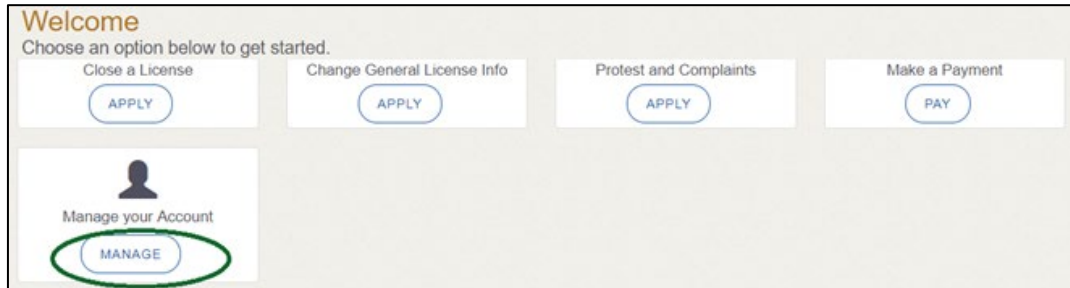 Welcome
Choose an option below to get started.
Close a License
APPLY
Change General License Info
APPLY
Protest and Complaints
APPLY
Make a Payment
PAY
Manage your Account
MANAGE